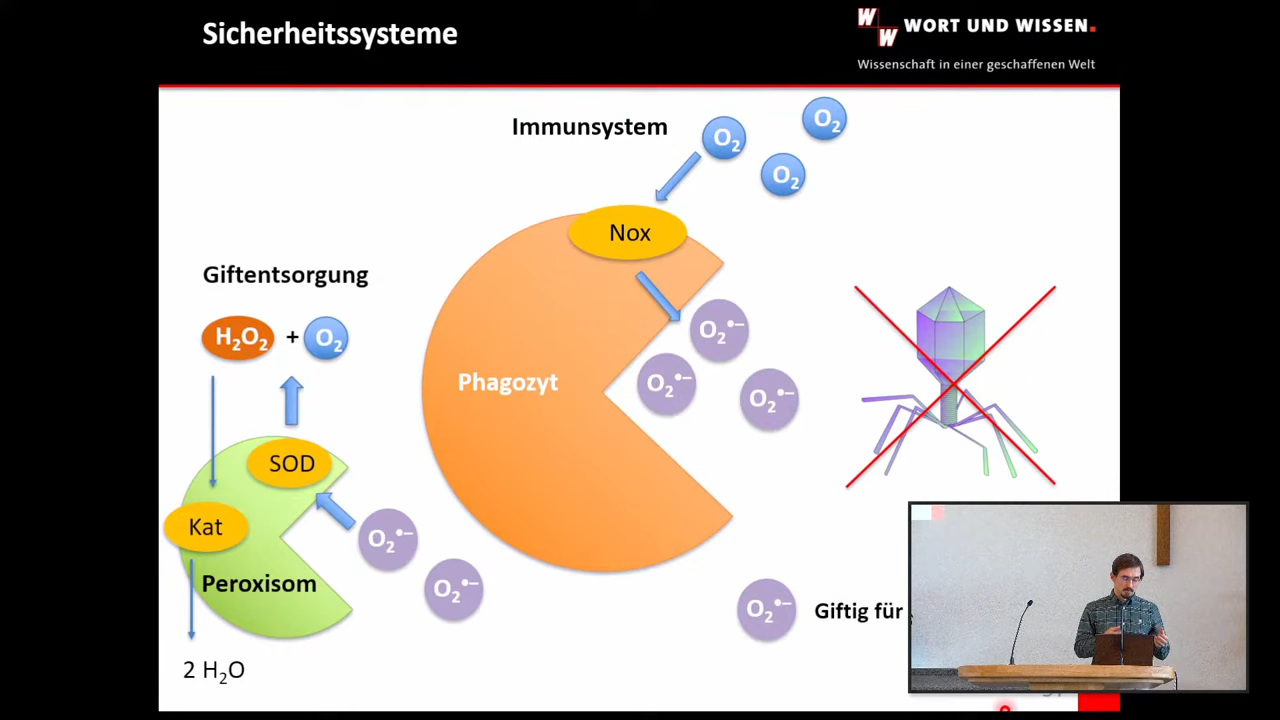 Sicherheitssysteme
W
W
WORT UND WISSEN.
Wissenschaft in einer geschaffenen Welt
Immunsystem
O₂
O₂
O₂
Nox
Giftentsorgung
H₂O₂ + O₂
O₂•−
Phagozyt
O₂•−
O₂•−
SOD
Kat
O₂•−
Peroxisom
O₂•−
O₂•−
Giftig für
2 H₂O